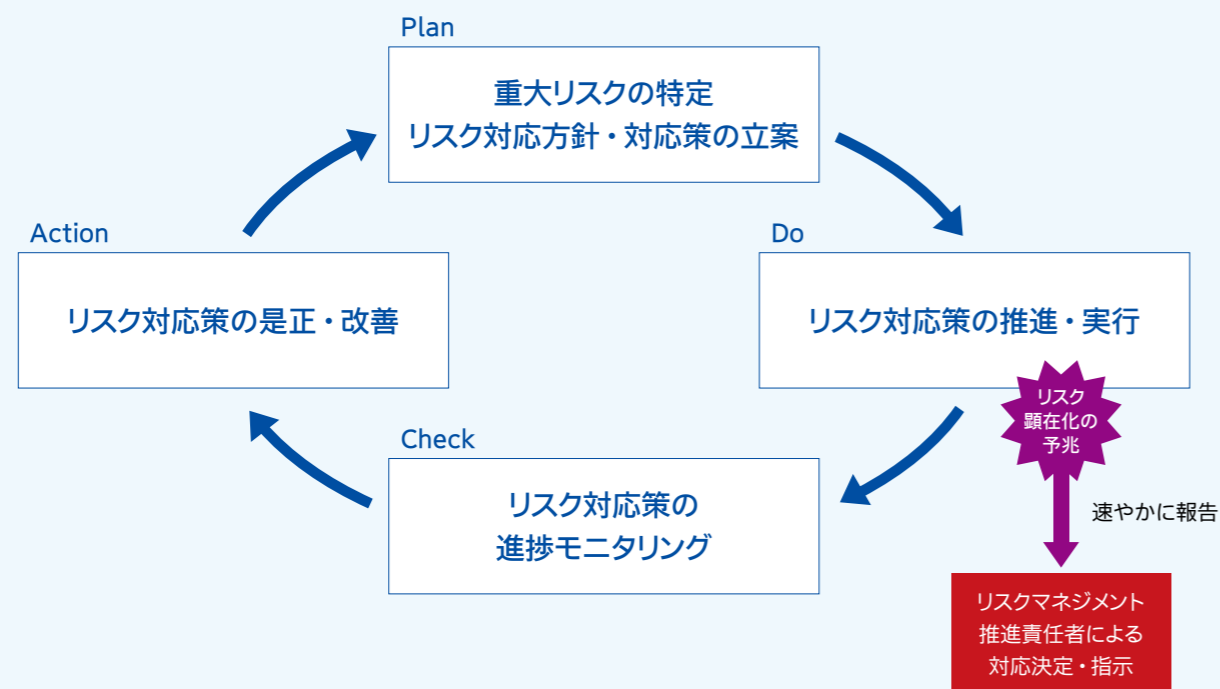 Plan
重大リスクの特定
リスク対応方針・対応策の立案
Action
リスク対応策の是正・改善
Do
リスク対応策の推進・実行
リスク
顕在化の
予兆
速やかに報告
リスクマネジメント
推進責任者による
対応決定・指示
Check
リスク対応策の
進捗モニタリング